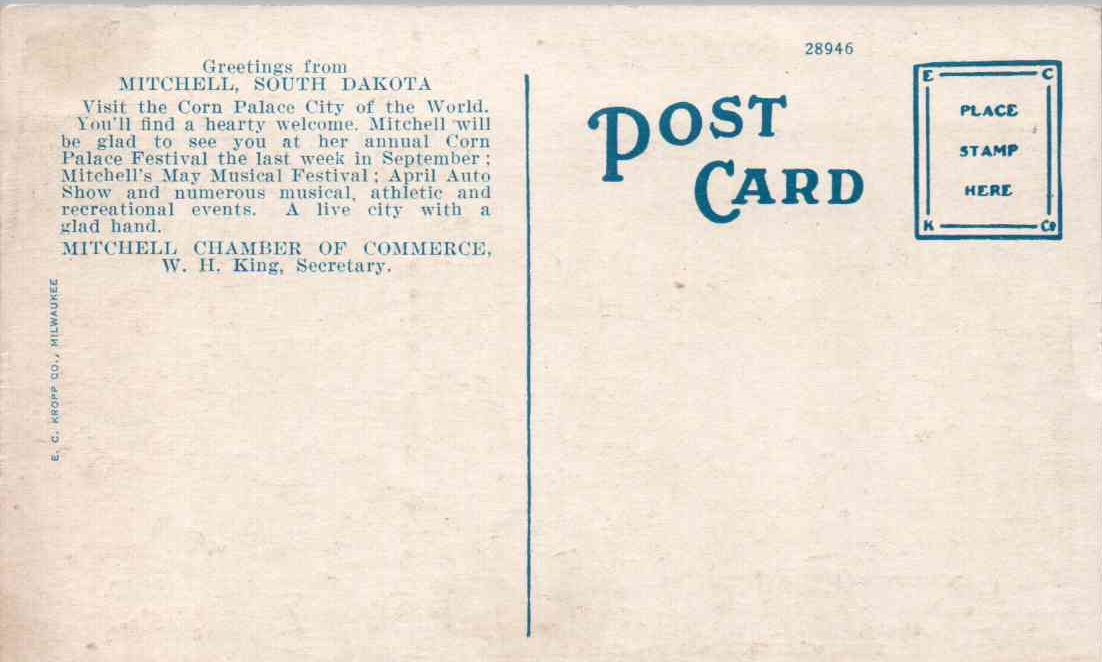 Greetings from
MITCHELL, SOUTH DAKOTA
Visit the Corn Palace City of the World.
You'll find a hearty welcome. Mitchell will
be glad to see you at her annual Corn
Palace Festival the last week in September;
Mitchell's May Musical Festival; April Auto
Show and numerous musical, athletic and
recreational events. A live city with a
glad hand.
MITCHELL CHAMBER OF COMMERCE,
W. H. King, Secretary.
E. C. KROPP CO., MILWAUKEE
28946
POST
CARD
E C
PLACE
STAMP
HERE
K Co